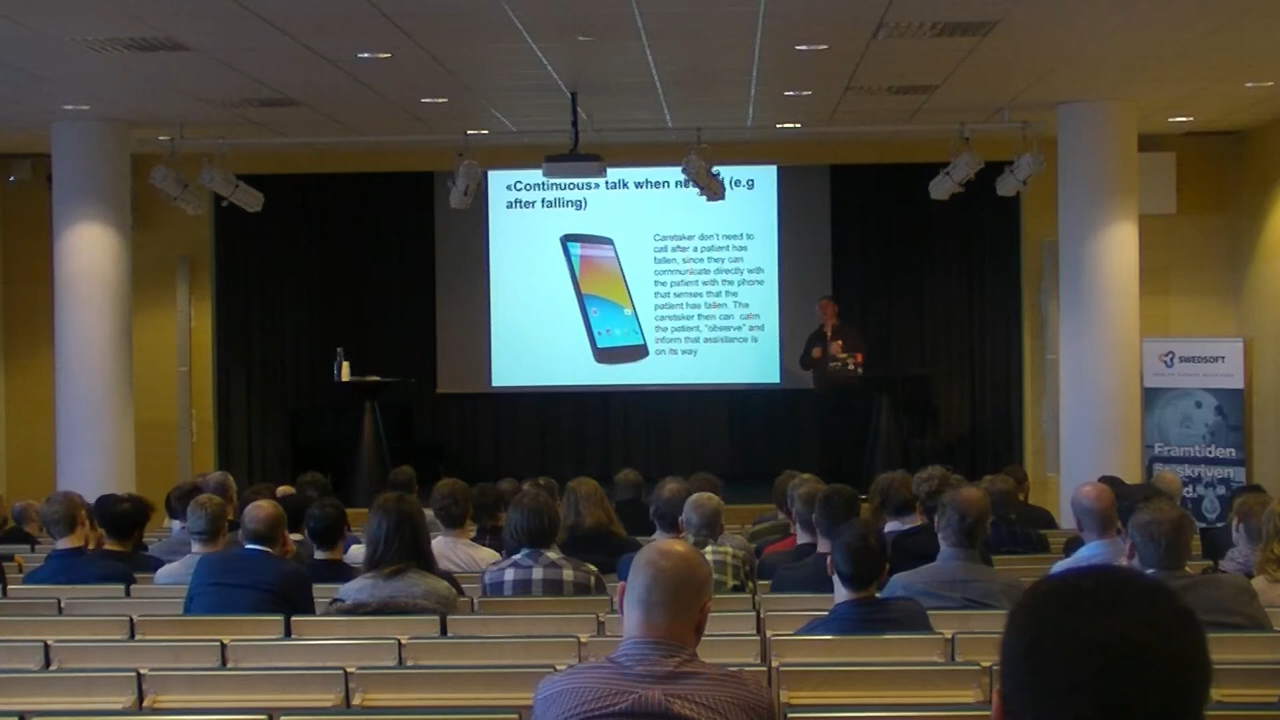 «Continuous» talk when (e.g
after falling)
Caretaker don't need to
call after a patient has
fallen, since they can
communicate directly with
the patient with the phone
that senses that the
patient has fallen. The
caretaker then can calm
the patient, "observe" and
inform that assistance is
on its way
SWEDSOFT
Framtiden
är skriven